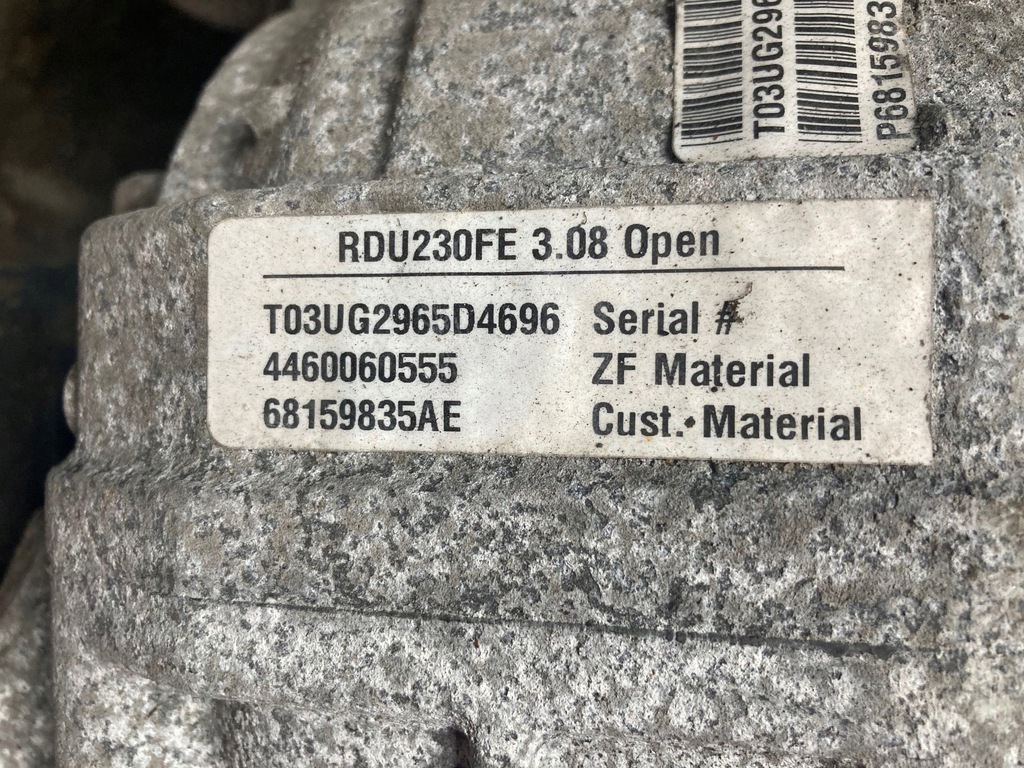 T03UG296
P6815983
RDU230FE 3.08 Open
T03UG2965D4696 Serial #
4460060555 ZF Material
68159835AE Cust. Material